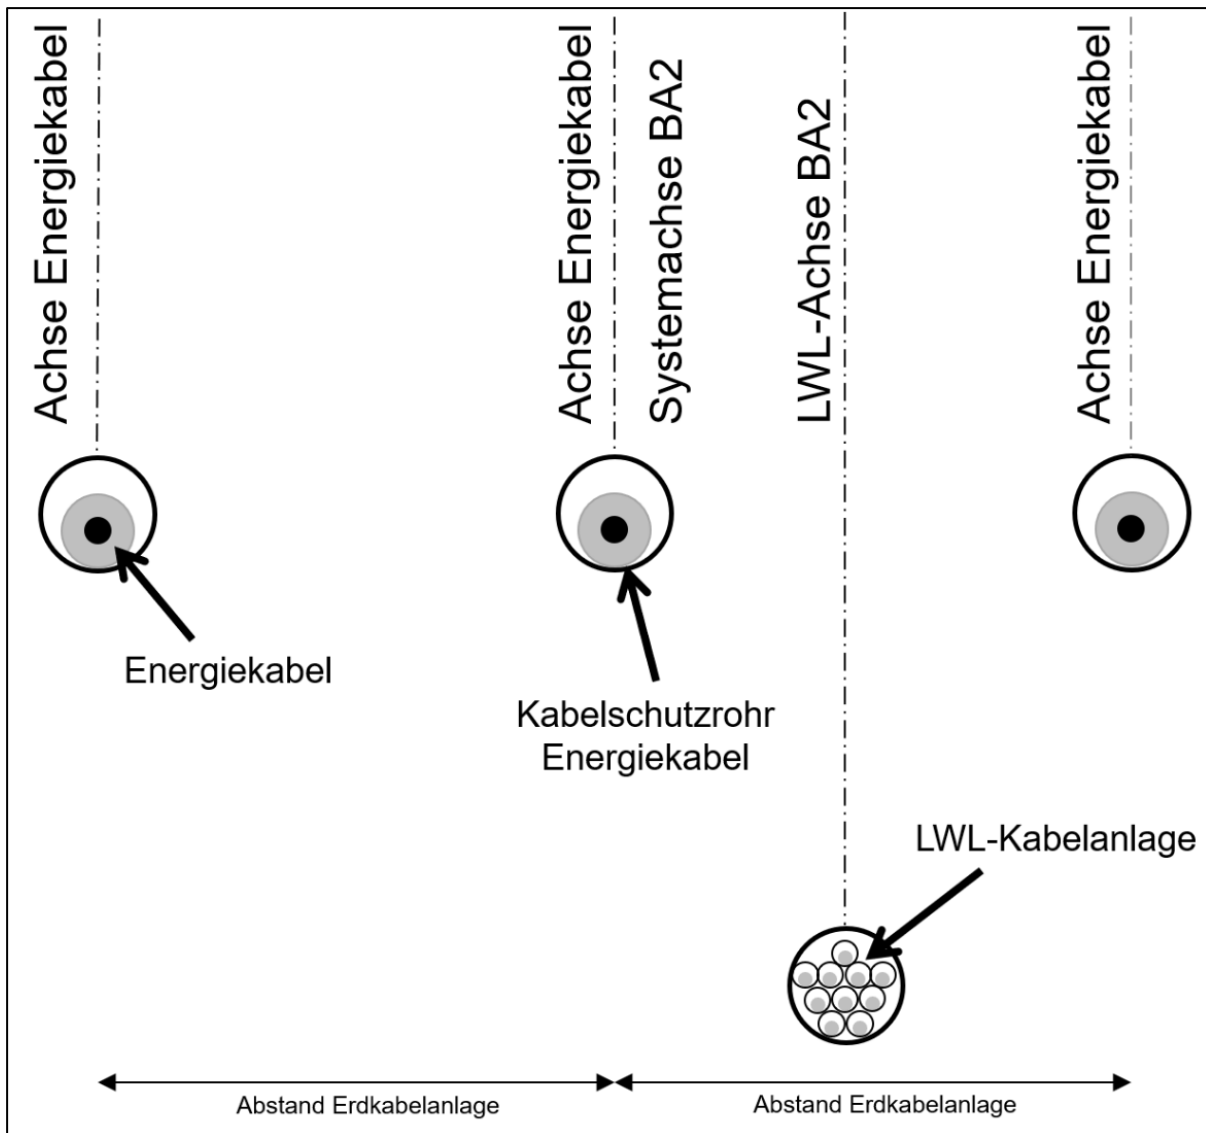 Achse Energiekabel
Achse Energiekabel
Systemachse BA2
LWL-Achse BA2
Achse Energiekabel
Energiekabel
Kabelschutzrohr
Energiekabel
LWL-Kabelanlage
Abstand Erdkabelanlage
Abstand Erdkabelanlage